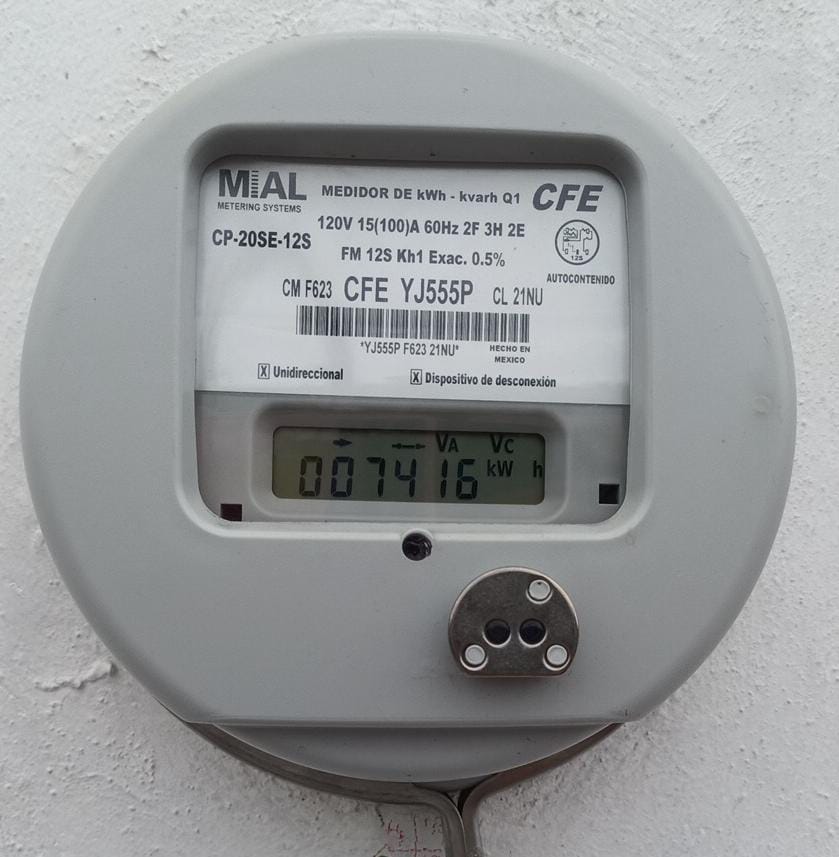 MIAL
METERING SYSTEMS
MEDIDOR DE kWh - kvarh Q1
CFE
120V 15(100)A 60Hz 2F 3H 2E
CP-20SE-12S
FM 12S Kh1 Exac. 0.5%
12S
AUTOCONTENIDO
CM F623 CFE YJ555P CL 21NU
*YJ555P F623 21NU*
HECHO EN
MEXICO
X Unidireccional
X Dispositivo de desconexión
VA VC
007416 kW h